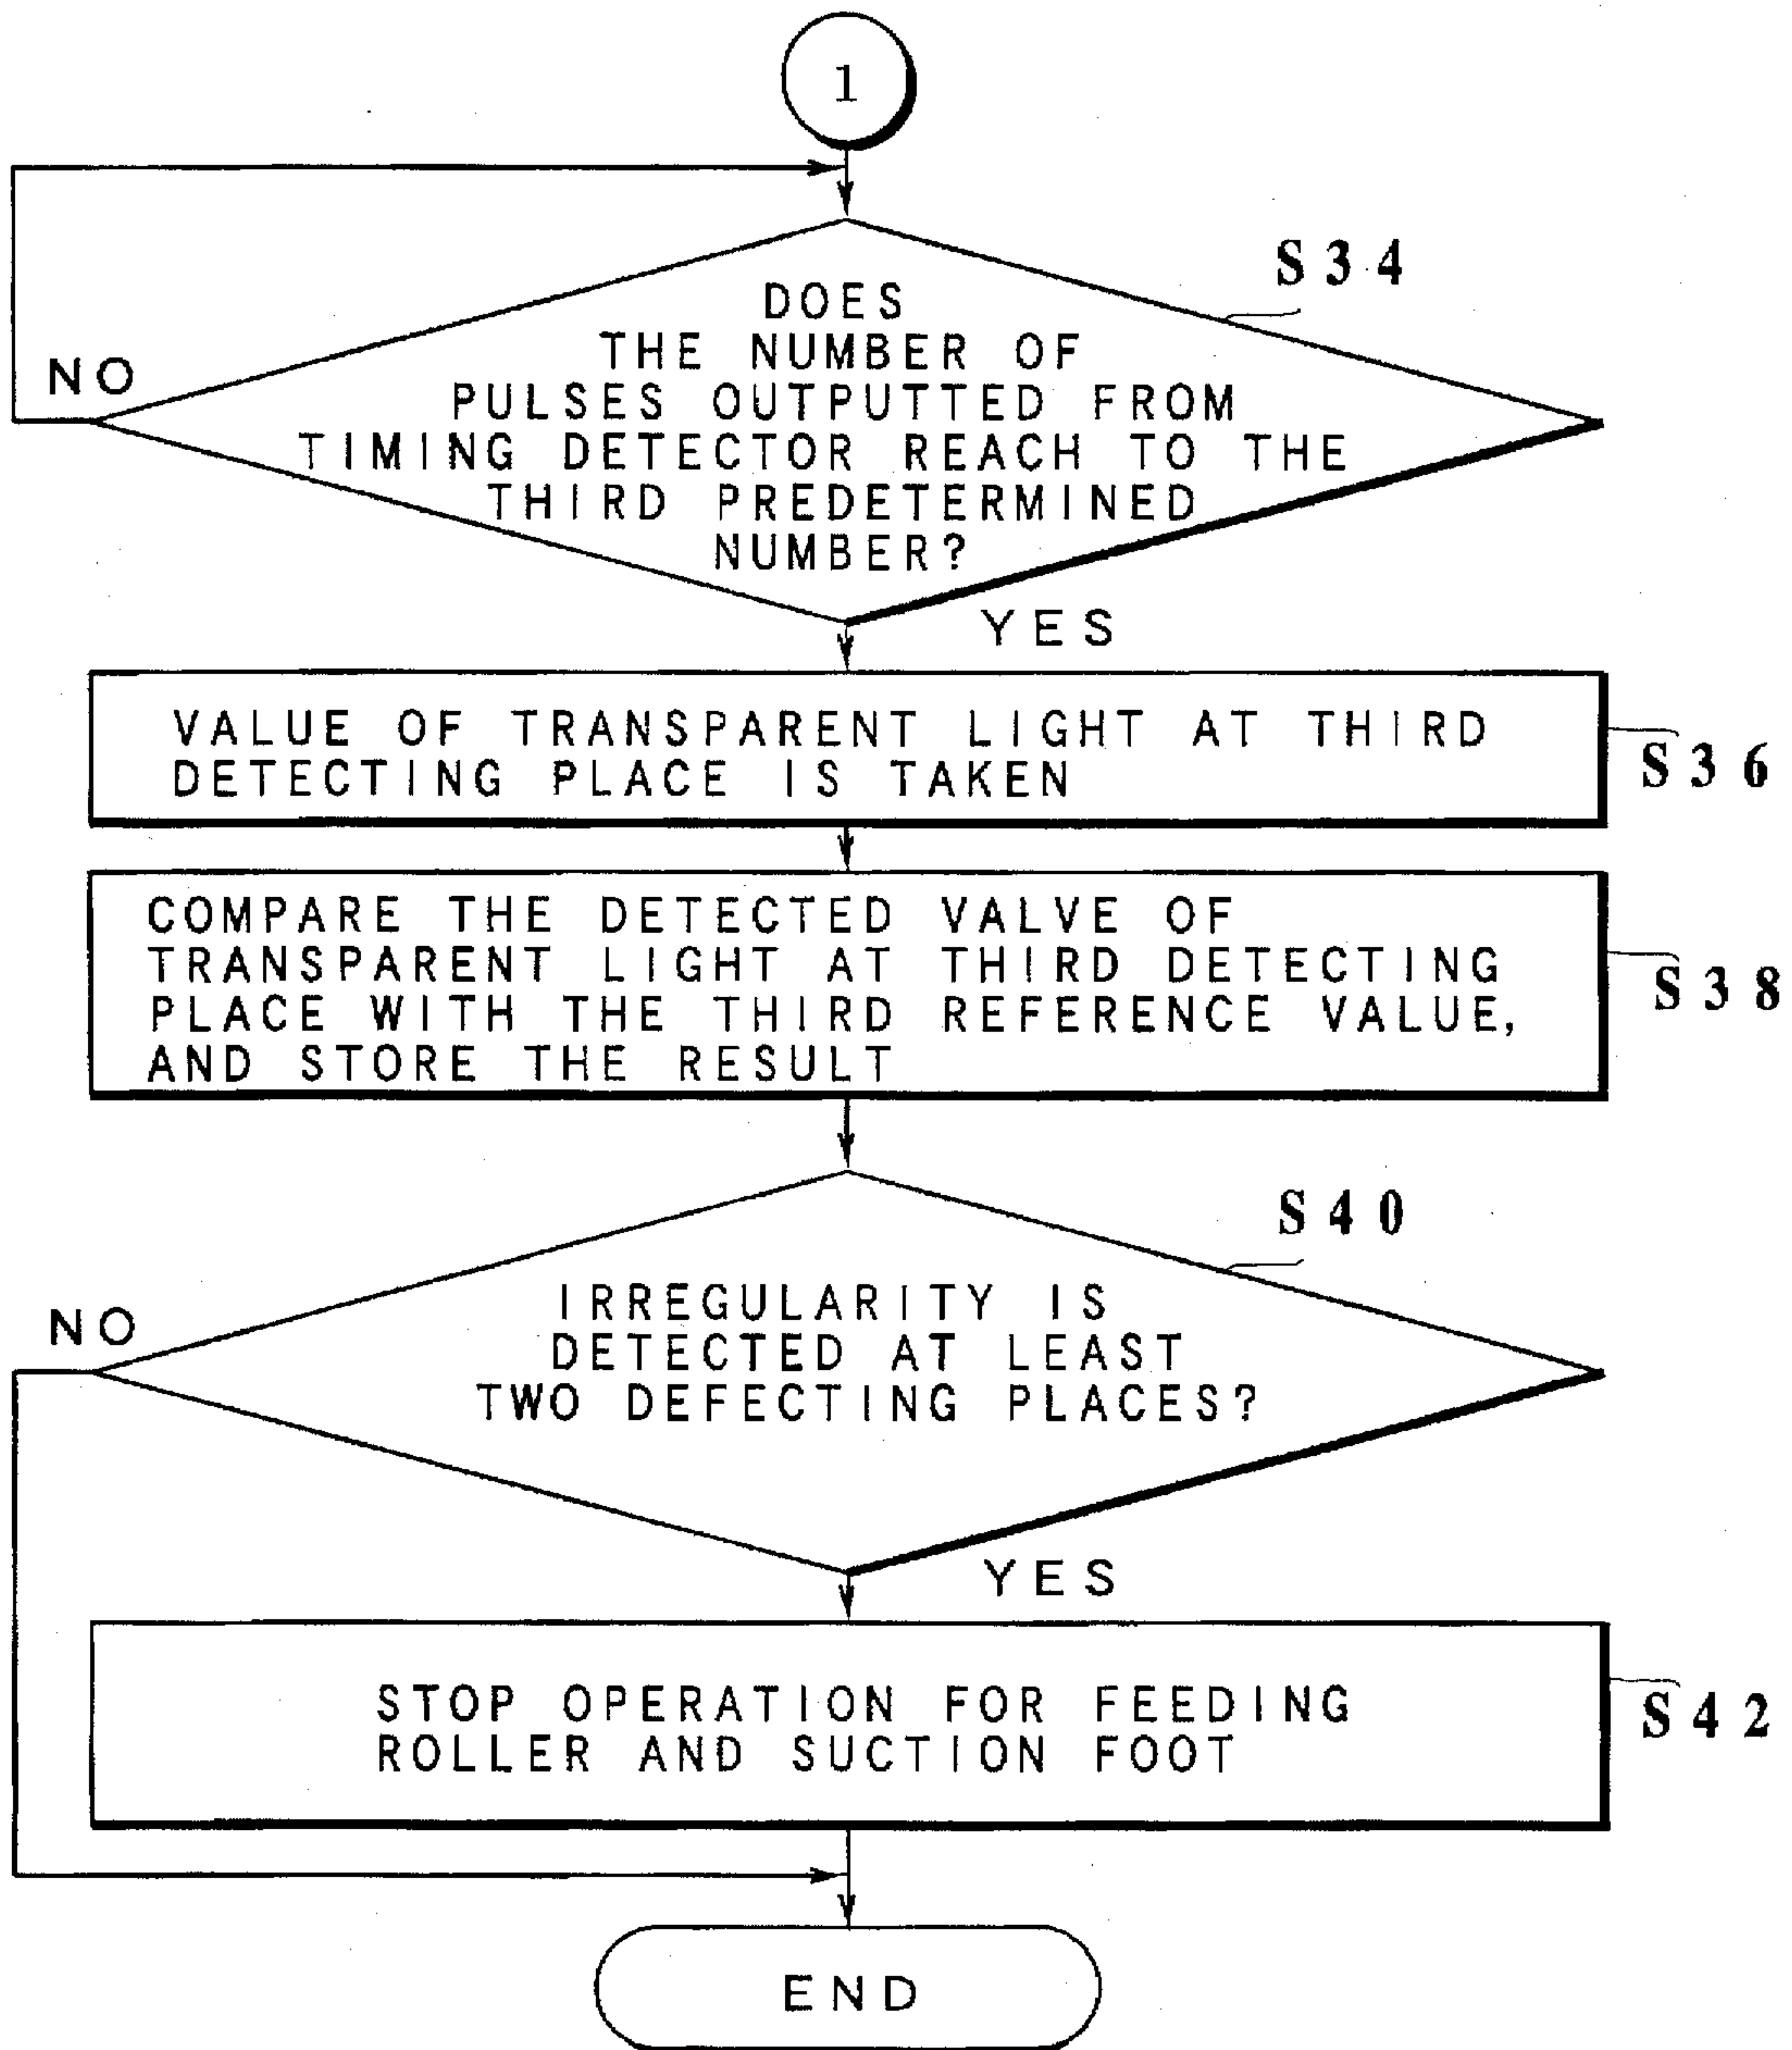 1
S34
DOES
THE NUMBER OF
PULSES OUTPUTTED FROM
TIMING DETECTOR REACH TO THE
THIRD PREDETERMINED
NUMBER?
NO
YES
VALUE OF TRANSPARENT LIGHT AT THIRD
DETECTING PLACE IS TAKEN
S36
COMPARE THE DETECTED VALVE OF
TRANSPARENT LIGHT AT THIRD DETECTING
PLACE WITH THE THIRD REFERENCE VALUE,
AND STORE THE RESULT
S38
S40
IRREGULARITY IS
DETECTED AT LEAST
TWO DEFECTING PLACES?
NO
YES
STOP OPERATION FOR FEEDING
ROLLER AND SUCTION FOOT
S42
END